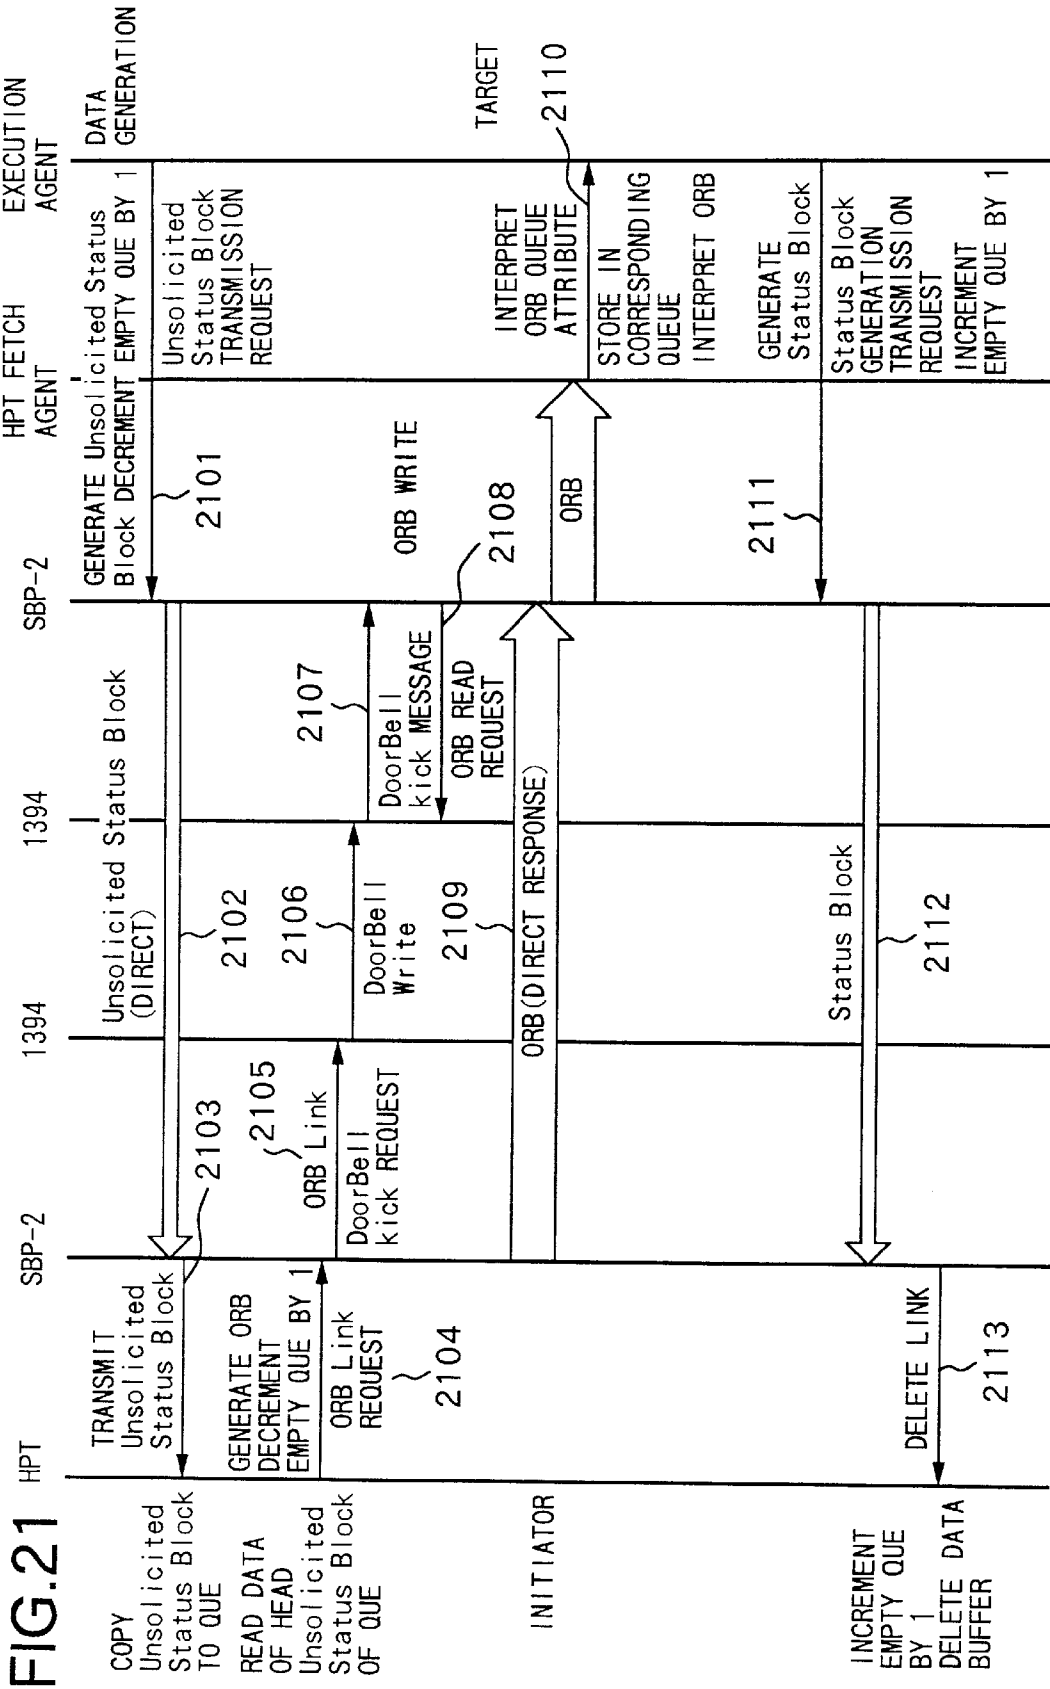 FIG.21
HPT
SBP-2
1394
1394
SBP-2
HPT FETCH
AGENT
EXECUTION
AGENT
COPY
Unsolicited
Status Block
TO QUE
TRANSMIT
Unsolicited
Status Block
2103
Unsolicited Status Block
(DIRECT)
2102
GENERATE Unsolicited Status
Block DECREMENT EMPTY QUE BY 1
2101
Unsolicited
Status Block
TRANSMISSION
REQUEST
DATA
GENERATION
READ DATA
OF HEAD
Unsolicited
Status Block
OF QUE
GENERATE ORB
DECREMENT
EMPTY QUE BY 1
ORB Link
REQUEST
2104
2105
ORB Link
DoorBell
kick REQUEST
2106
DoorBell
Write
2107
DoorBell
kick MESSAGE
ORB READ
REQUEST
2108
ORB WRITE
2109
ORB(DIRECT RESPONSE)
ORB
INTERPRET
ORB QUEUE
ATTRIBUTE
STORE IN
CORRESPONDING
QUEUE
INTERPRET ORB
2110
TARGET
INITIATOR
GENERATE
Status Block
Status Block
GENERATION
TRANSMISSION
REQUEST
INCREMENT
EMPTY QUE BY 1
2111
Status Block
2112
DELETE LINK
2113
INCREMENT
EMPTY QUE
BY 1
DELETE DATA
BUFFER